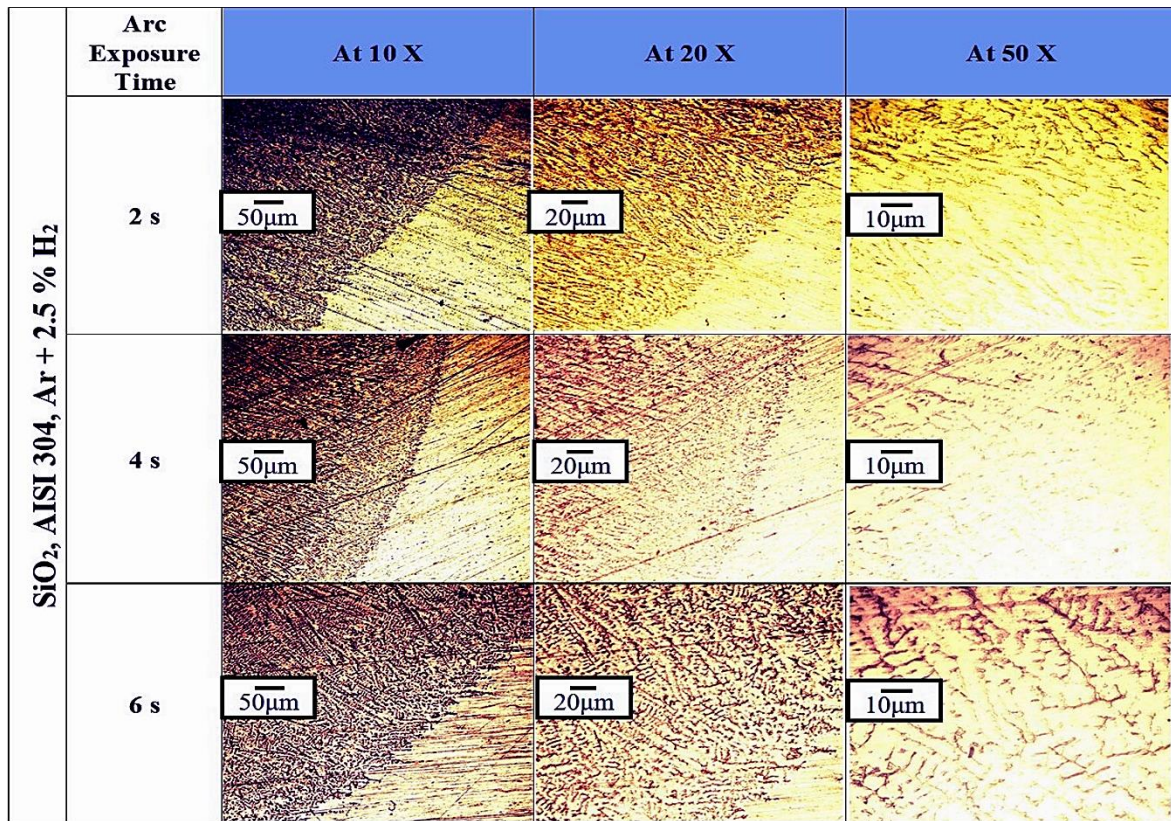 Arc
Exposure
Time
At 10 X
At 20 X
At 50 X
SiO₂, AISI 304, Ar + 2.5 % H₂
2 s
50µm
20µm
10µm
4 s
50µm
20µm
10µm
6 s
50µm
20µm
10µm